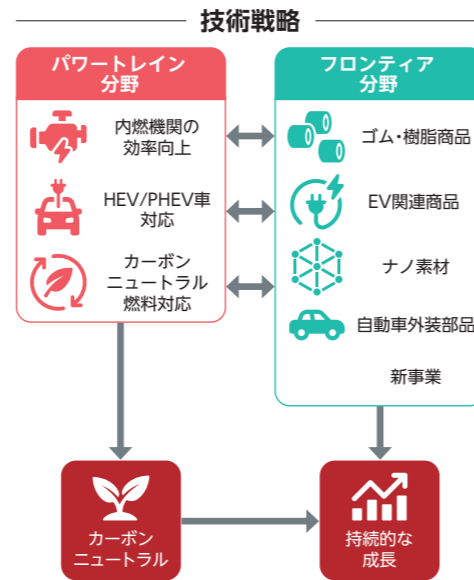 技術戦略
パワートレイン
分野
内燃機関の
効率向上
HEV/PHEV車
対応
カーボン
ニュートラル
燃料対応
フロンティア
分野
ゴム・樹脂商品
EV関連商品
ナノ素材
自動車外装部品
新事業
カーボン
ニュートラル
持続的な
成長